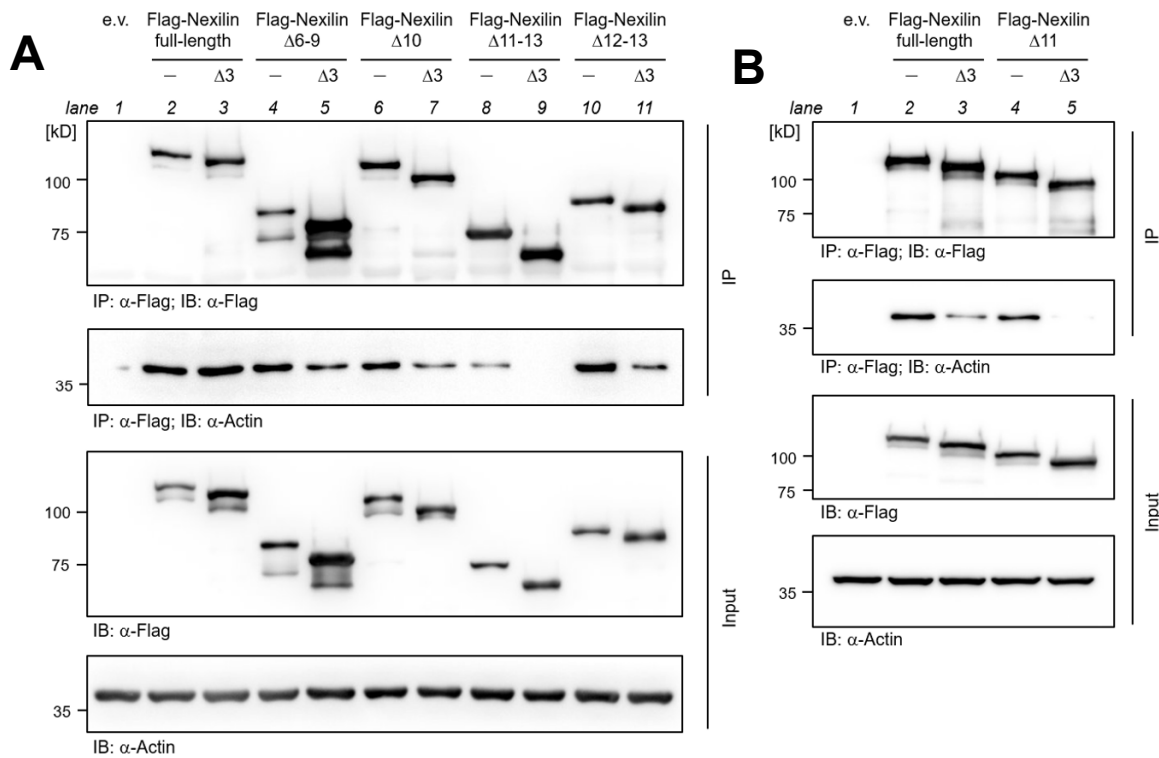 A
e.v. Flag-Nexilin Flag-Nexilin Flag-Nexilin Flag-Nexilin Flag-Nexilin
full-length Δ6-9 Δ10 Δ11-13 Δ12-13
– Δ3 – Δ3 – Δ3 – Δ3 – Δ3
lane 1 2 3 4 5 6 7 8 9 10 11
[kD]
100
75
IP: α-Flag; IB: α-Flag
35
IP: α-Flag; IB: α-Actin
IP
100
75
IB: α-Flag
35
IB: α-Actin
Input
B
e.v. Flag-Nexilin Flag-Nexilin
full-length Δ11
– Δ3 – Δ3
lane 1 2 3 4 5
[kD]
100
75
IP: α-Flag; IB: α-Flag
35
IP: α-Flag; IB: α-Actin
IP
100
75
IB: α-Flag
35
IB: α-Actin
Input